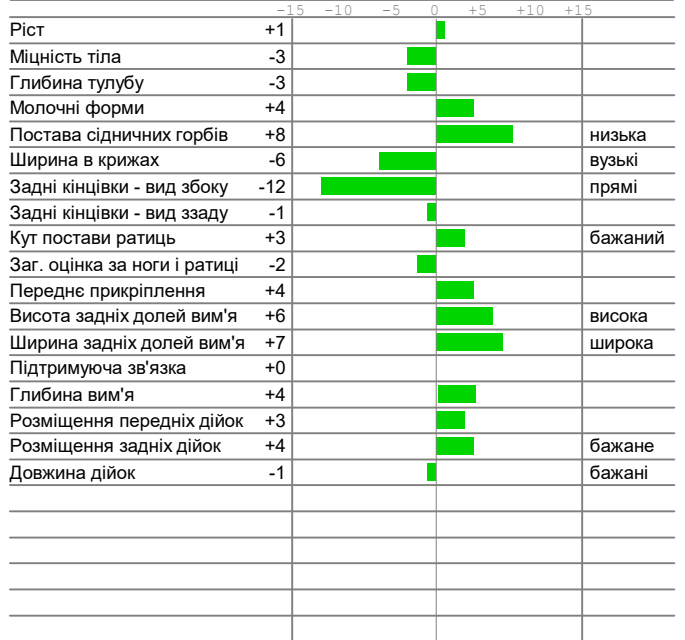 -15 -10 -5 0 +5 +10 +15
Ріст +1
Міцність тіла -3
Глибина тулубу -3
Молочні форми +4
Постава сідничних горбів +8 низька
Ширина в крижах -6 вузькі
Задні кінцівки - вид збоку -12 прямі
Задні кінцівки - вид ззаду -1
Кут постави ратиць +3 бажаний
Заг. оцінка за ноги і ратиці -2
Переднє прикріплення +4
Висота задніх долей вим'я +6 висока
Ширина задніх долей вим'я +7 широка
Підтримуюча зв'язка +0
Глибина вим'я +4
Розміщення передніх дійок +3
Розміщення задніх дійок +4 бажане
Довжина дійок -1 бажані